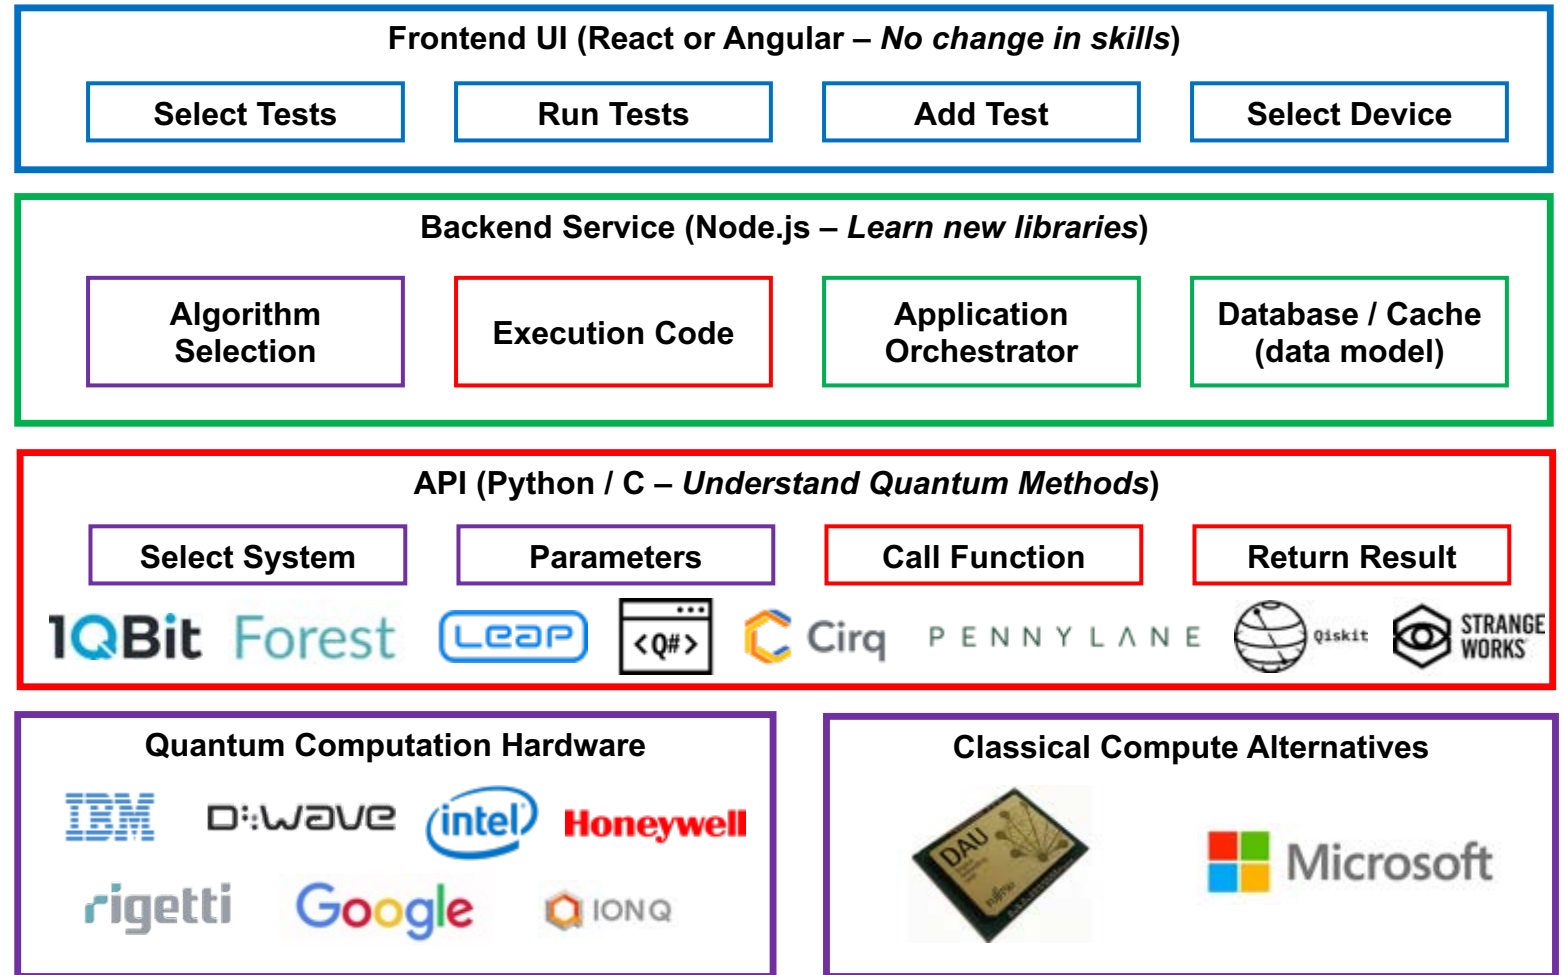 Frontend UI (React or Angular – No change in skills)
Select Tests
Run Tests
Add Test
Select Device
Backend Service (Node.js – Learn new libraries)
Algorithm
Selection
Execution Code
Application
Orchestrator
Database / Cache
(data model)
API (Python / C – Understand Quantum Methods)
Select System
Parameters
Call Function
Return Result
1QBit
Forest
Leap
<Q#>
Cirq
PENNYLANE
Qiskit
STRANGE
WORKS
Quantum Computation Hardware
IBM
D:Wave
intel
Honeywell
rigetti
Google
IONQ
Classical Compute Alternatives
DAU
FUJITSU
Microsoft